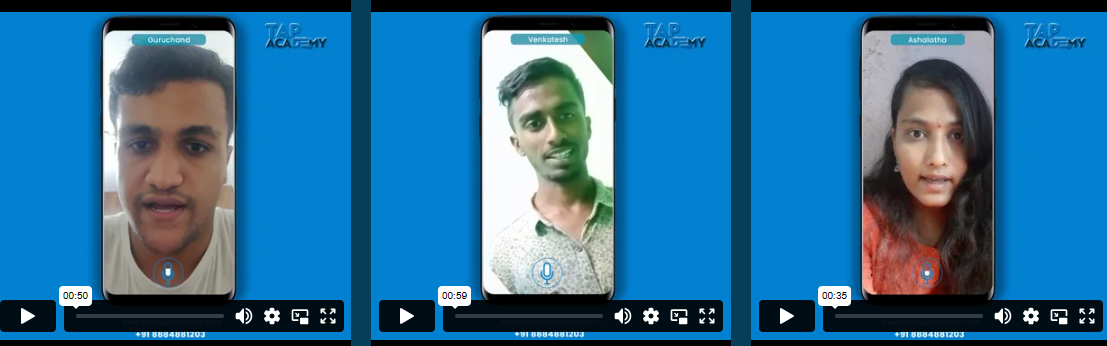 Guruchand
TAP
ACADEMY
00:50
+91 8884881203
Venkatesh
TAP
ACADEMY
00:59
+91 8884881203
Ashalatha
TAP
ACADEMY
00:35
+91 8884881203